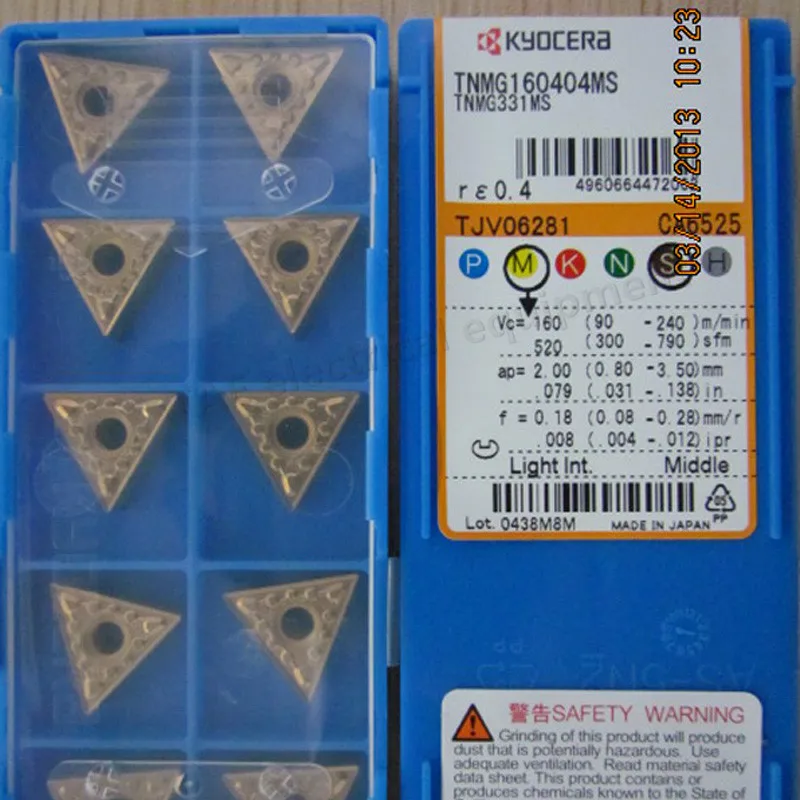 KYOCERA
TNMG160404MS
TNMG331MS
rε0.4
TJV06281
P M K N S H
Vc= 160 (90 -240)m/min
520 (300 -790)sfm
ap= 2.00 (0.80 -3.50)mm
.079 (.031 -.138)in
f = 0.18 (0.08 -0.28)mm/r
.008 (.004 -.012)ipr
Light Int. Middle
05
PP
Lot. 0438M8M MADE IN JAPAN
警告SAFETY WARNING
Grinding of this product will produce
dust that is potentially hazardous. Use
adequate ventilation. Read material safety
data sheet. This product contains or
produces chemicals known to the State of
03/14/2013 10:23
electrical equipment